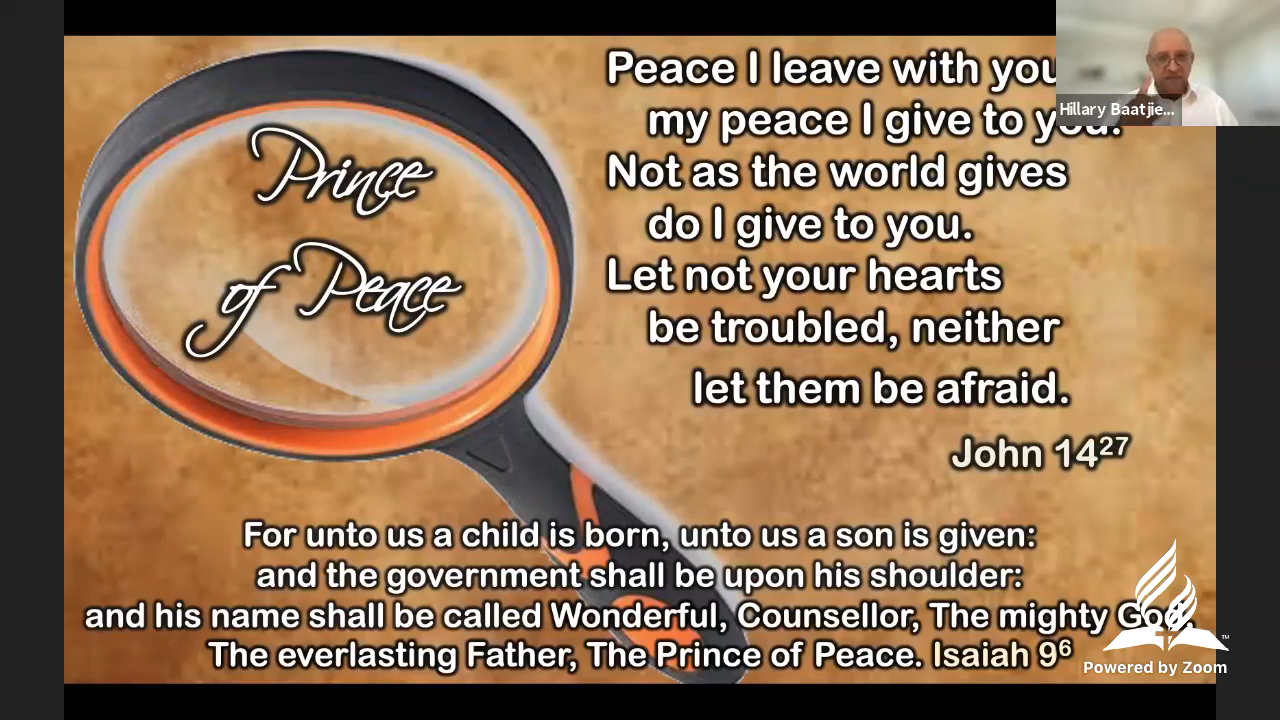 Prince
of Peace
Peace I leave with you
my peace I give to you.
Not as the world gives
do I give to you.
Let not your hearts
be troubled, neither
let them be afraid.
John 14²⁷
For unto us a child is born, unto us a son is given:
and the government shall be upon his shoulder:
and his name shall be called Wonderful, Counsellor, The mighty God,
The everlasting Father, The Prince of Peace. Isaiah 9⁶
Hillary Baatjie...
™
Powered by Zoom